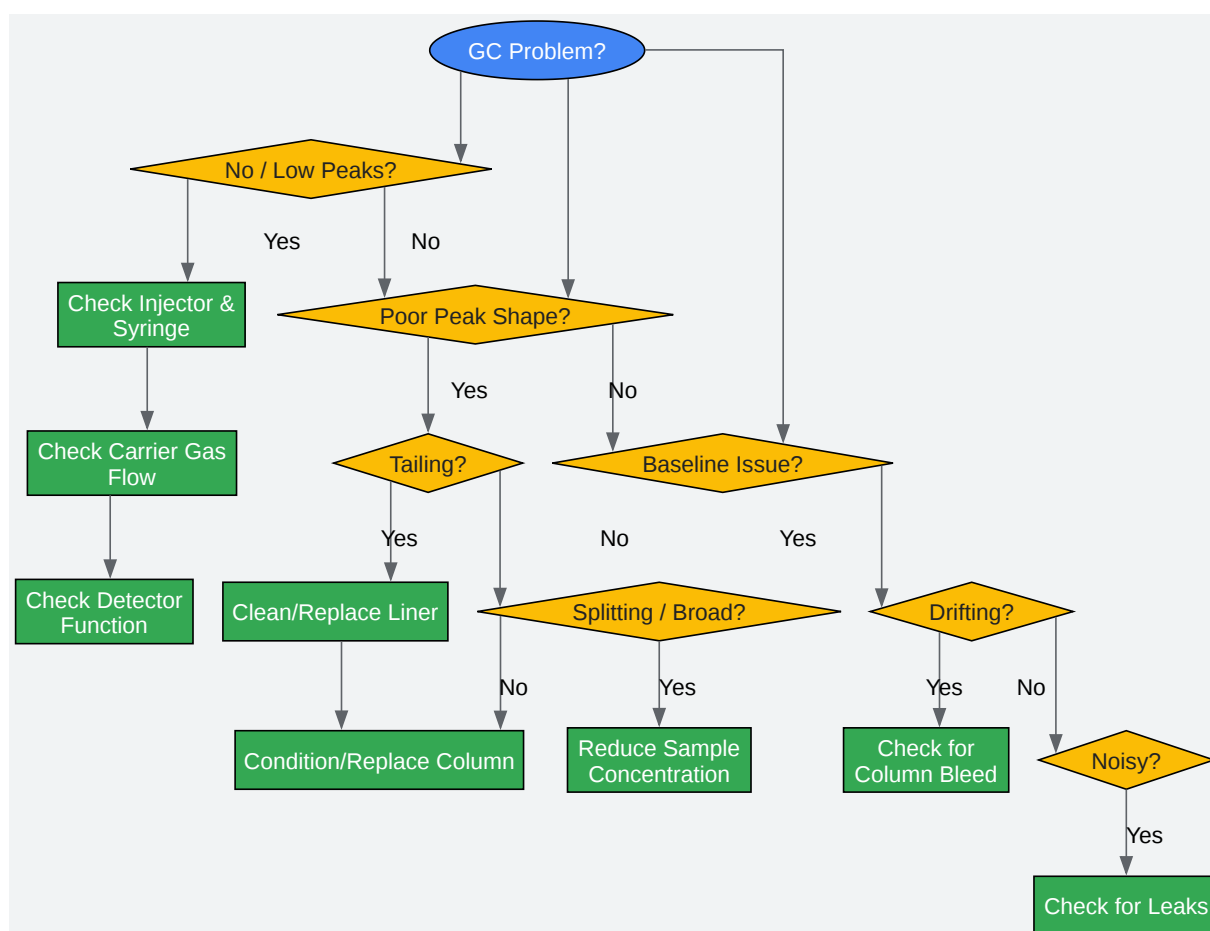 GC Problem?
No / Low Peaks?
Yes
No
Check Injector &
Syringe
Poor Peak Shape?
Yes
No
Check Carrier Gas
Flow
Tailing?
Baseline Issue?
Yes
No
Yes
Check Detector
Function
Clean/Replace Liner
Splitting / Broad?
Drifting?
No
Yes
Yes
No
Condition/Replace Column
Reduce Sample
Concentration
Check for
Column Bleed
Noisy?
Yes
Check for Leaks